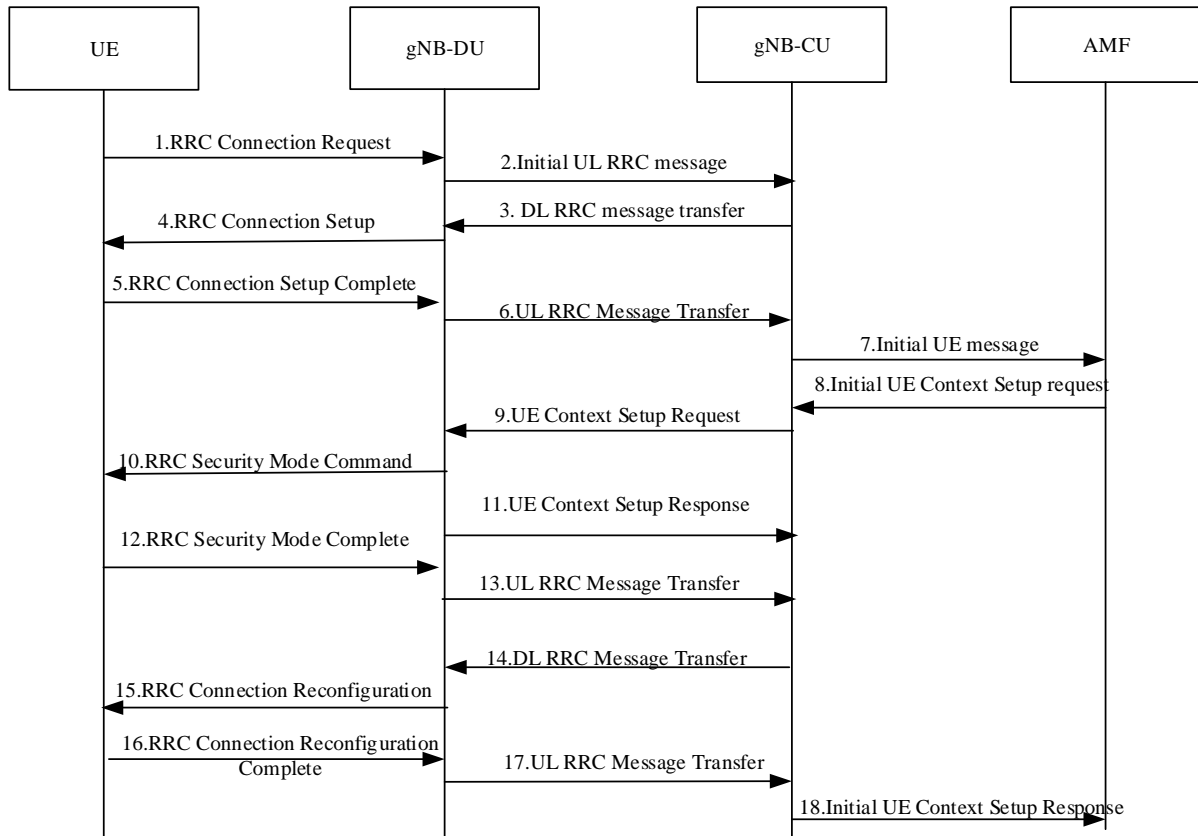 UE
gNB-DU
gNB-CU
AMF
1.RRC Connection Request
2.Initial UL RRC message
3. DL RRC message transfer
4.RRC Connection Setup
5.RRC Connection Setup Complete
6.UL RRC Message Transfer
7.Initial UE message
8.Initial UE Context Setup request
9.UE Context Setup Request
10.RRC Security Mode Command
11.UE Context Setup Response
12.RRC Security Mode Complete
13.UL RRC Message Transfer
14.DL RRC Message Transfer
15.RRC Connection Reconfiguration
16.RRC Connection Reconfiguration
Complete
17.UL RRC Message Transfer
18.Initial UE Context Setup Response